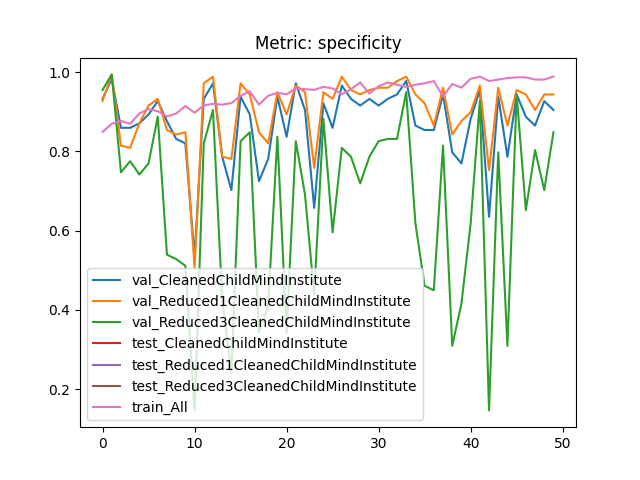 Metric: specificity
1.0
0.8
0.6
0.4
0.2
val_CleanedChildMindInstitute
val_Reduced1CleanedChildMindInstitute
val_Reduced3CleanedChildMindInstitute
test_CleanedChildMindInstitute
test_Reduced1CleanedChildMindInstitute
test_Reduced3CleanedChildMindInstitute
train_All
0 10 20 30 40 50